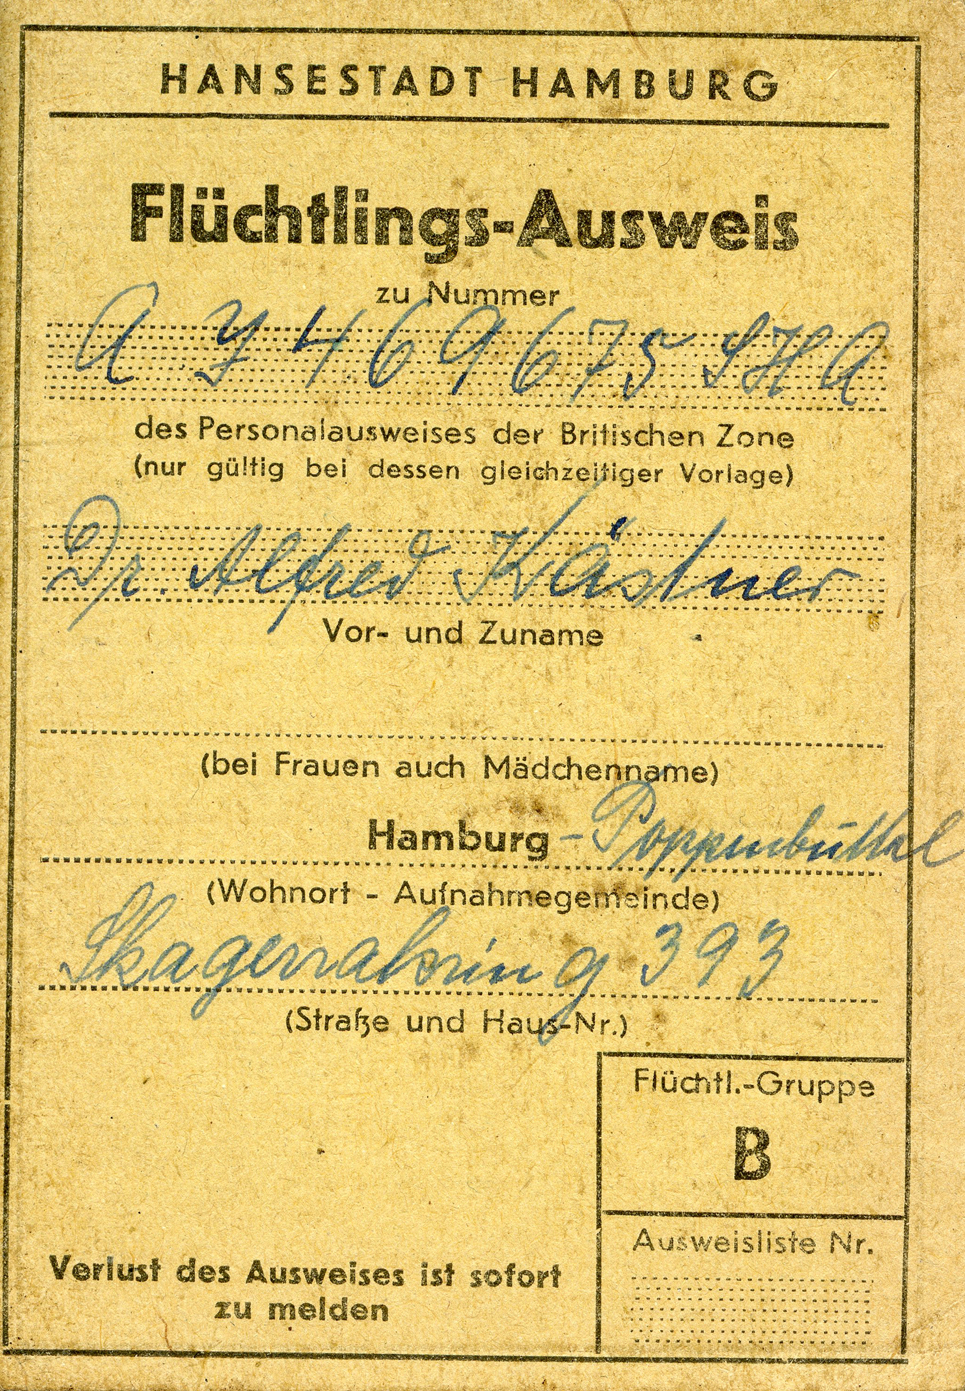 HANSESTADT HAMBURG
Flüchtlings-Ausweis
zu Nummer
A Y 469675 SHA
des Personalausweises der Britischen Zone
(nur gültig bei dessen gleichzeitiger Vorlage)
Dr. Alfred Kästner
Vor- und Zuname
(bei Frauen auch Mädchenname)
Hamburg - Poppenbüttel
(Wohnort - Aufnahmegemeinde)
Skagerrakring 393
(Straße und Haus-Nr.)
Flüchtl.-Gruppe
B
Ausweisliste Nr.
Verlust des Ausweises ist sofort
zu melden